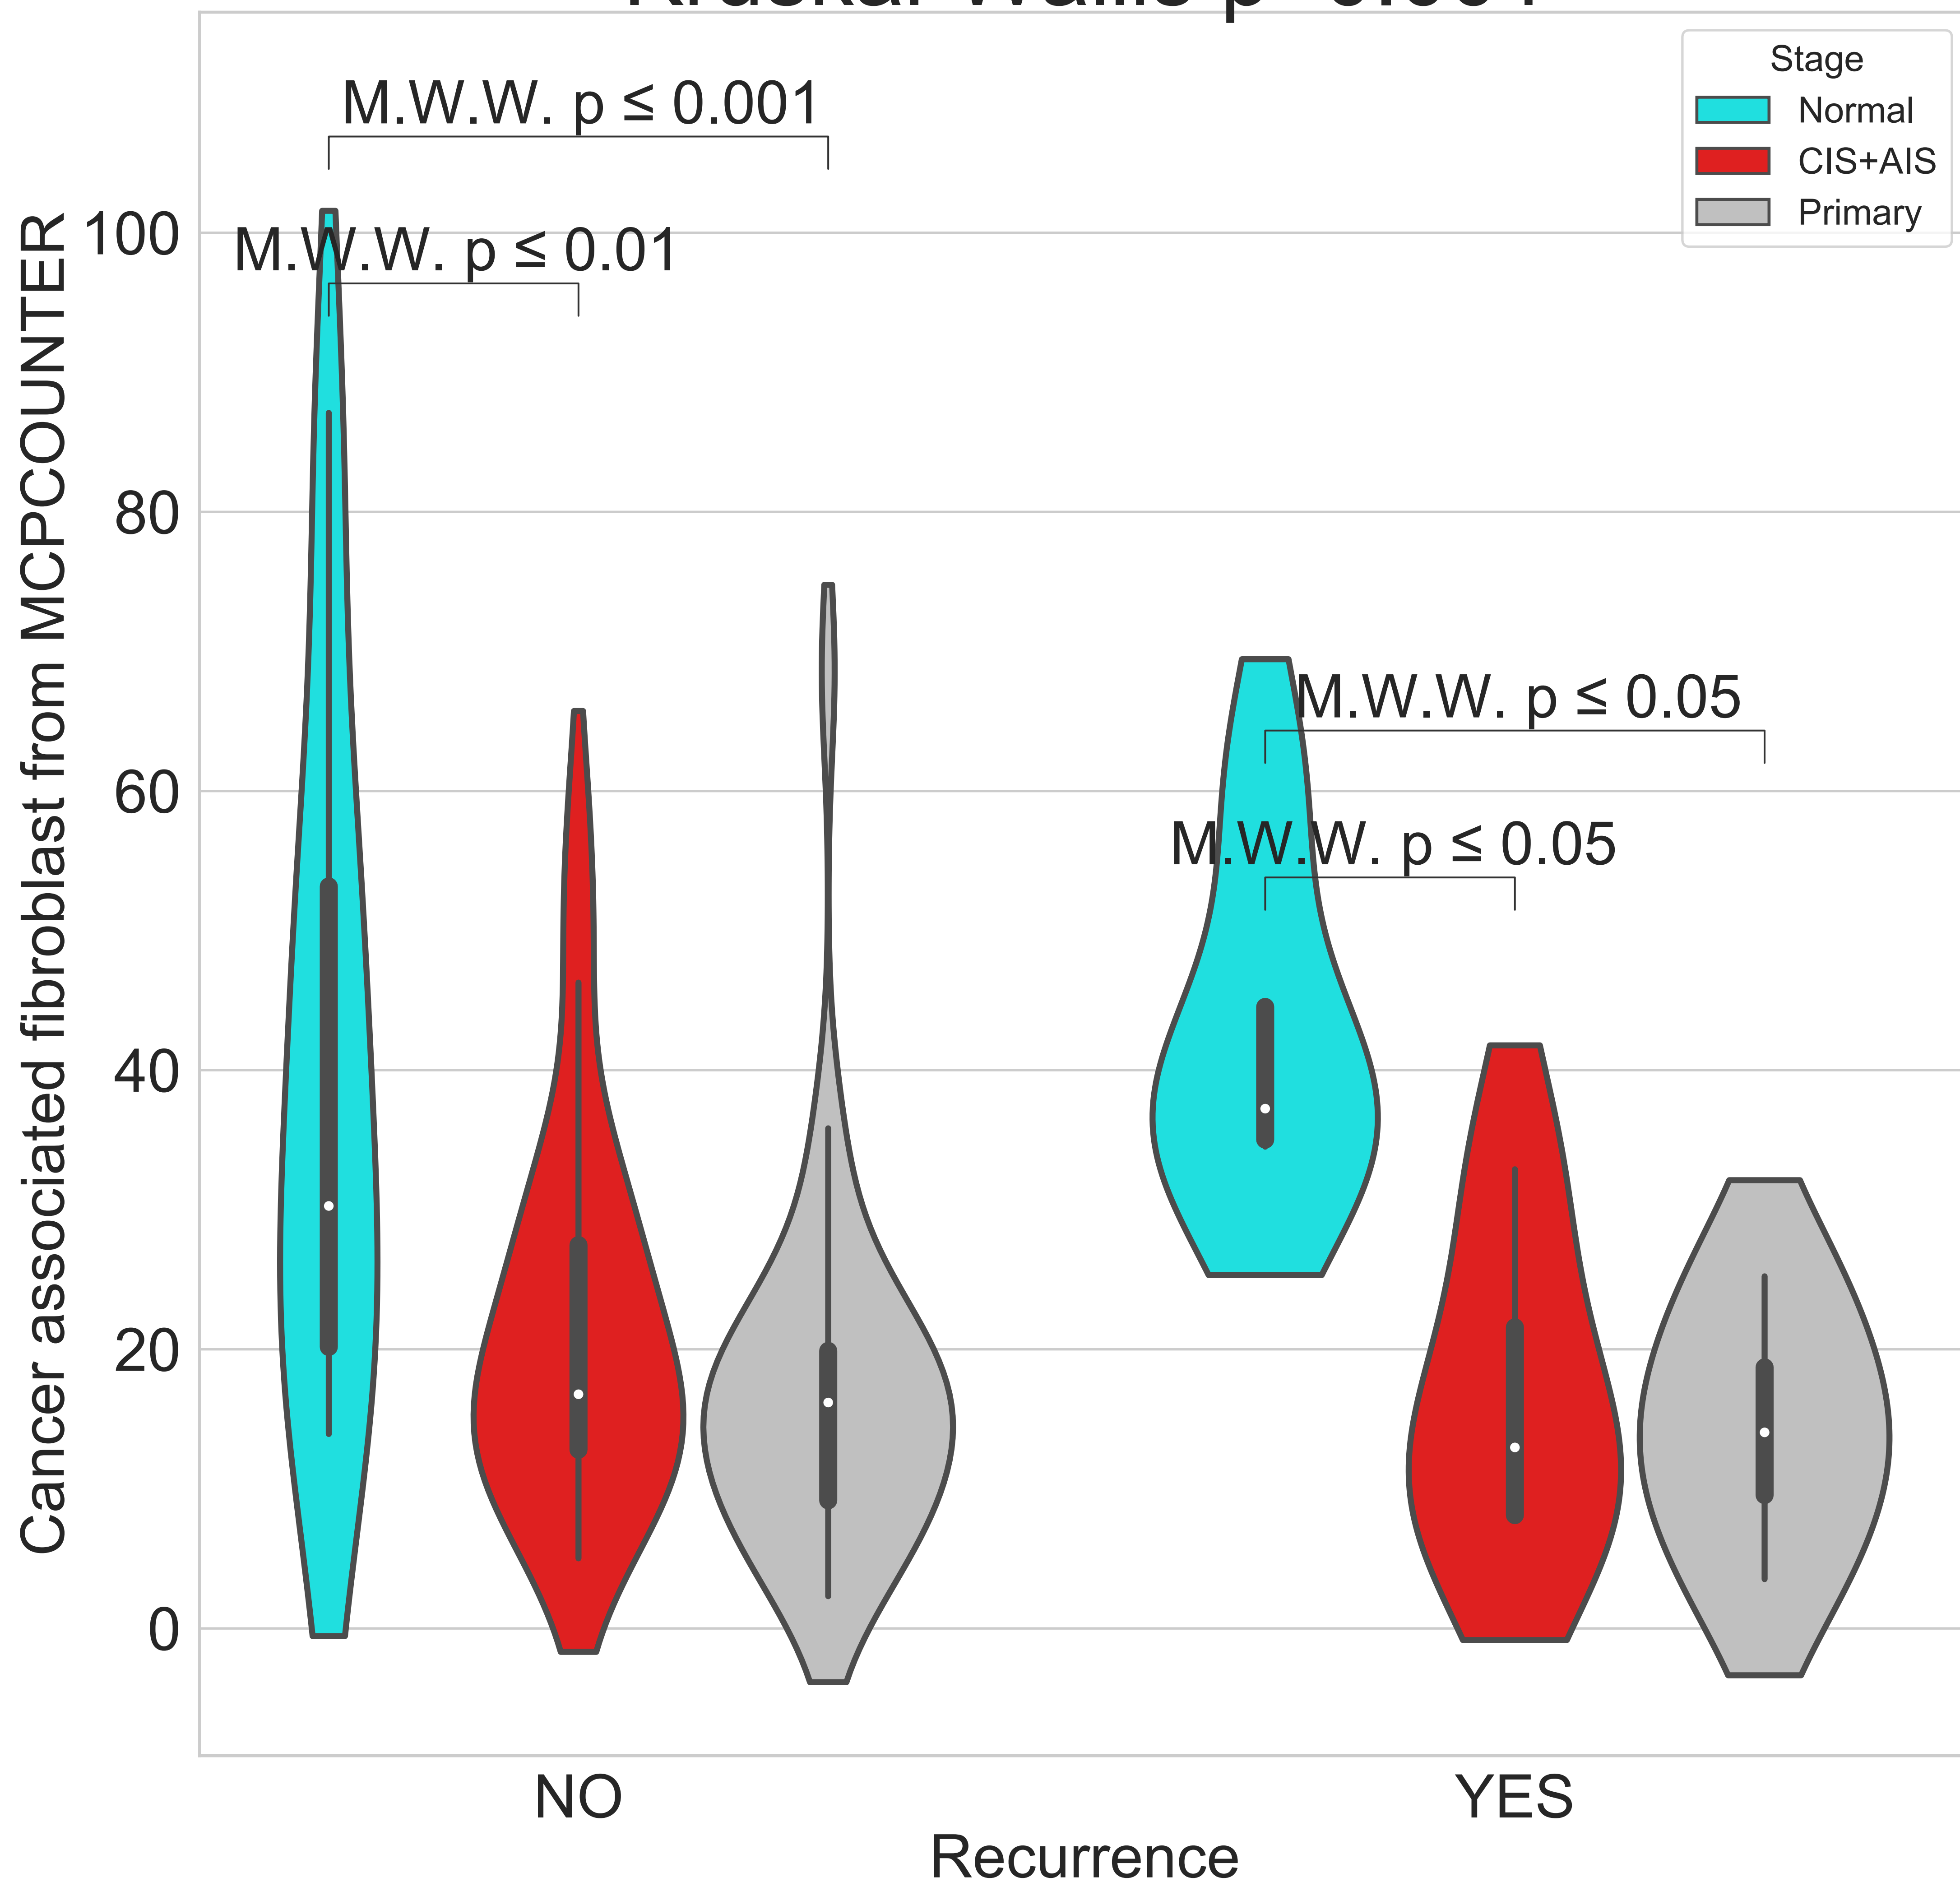 Stage
Normal
CIS+AIS
Primary
M.W.W. p ≤ 0.001
M.W.W. p ≤ 0.01
M.W.W. p ≤ 0.05
M.W.W. p ≤ 0.05
Cancer associated fibroblast from MCPCOUNTER
100
80
60
40
20
0
NO
YES
Recurrence